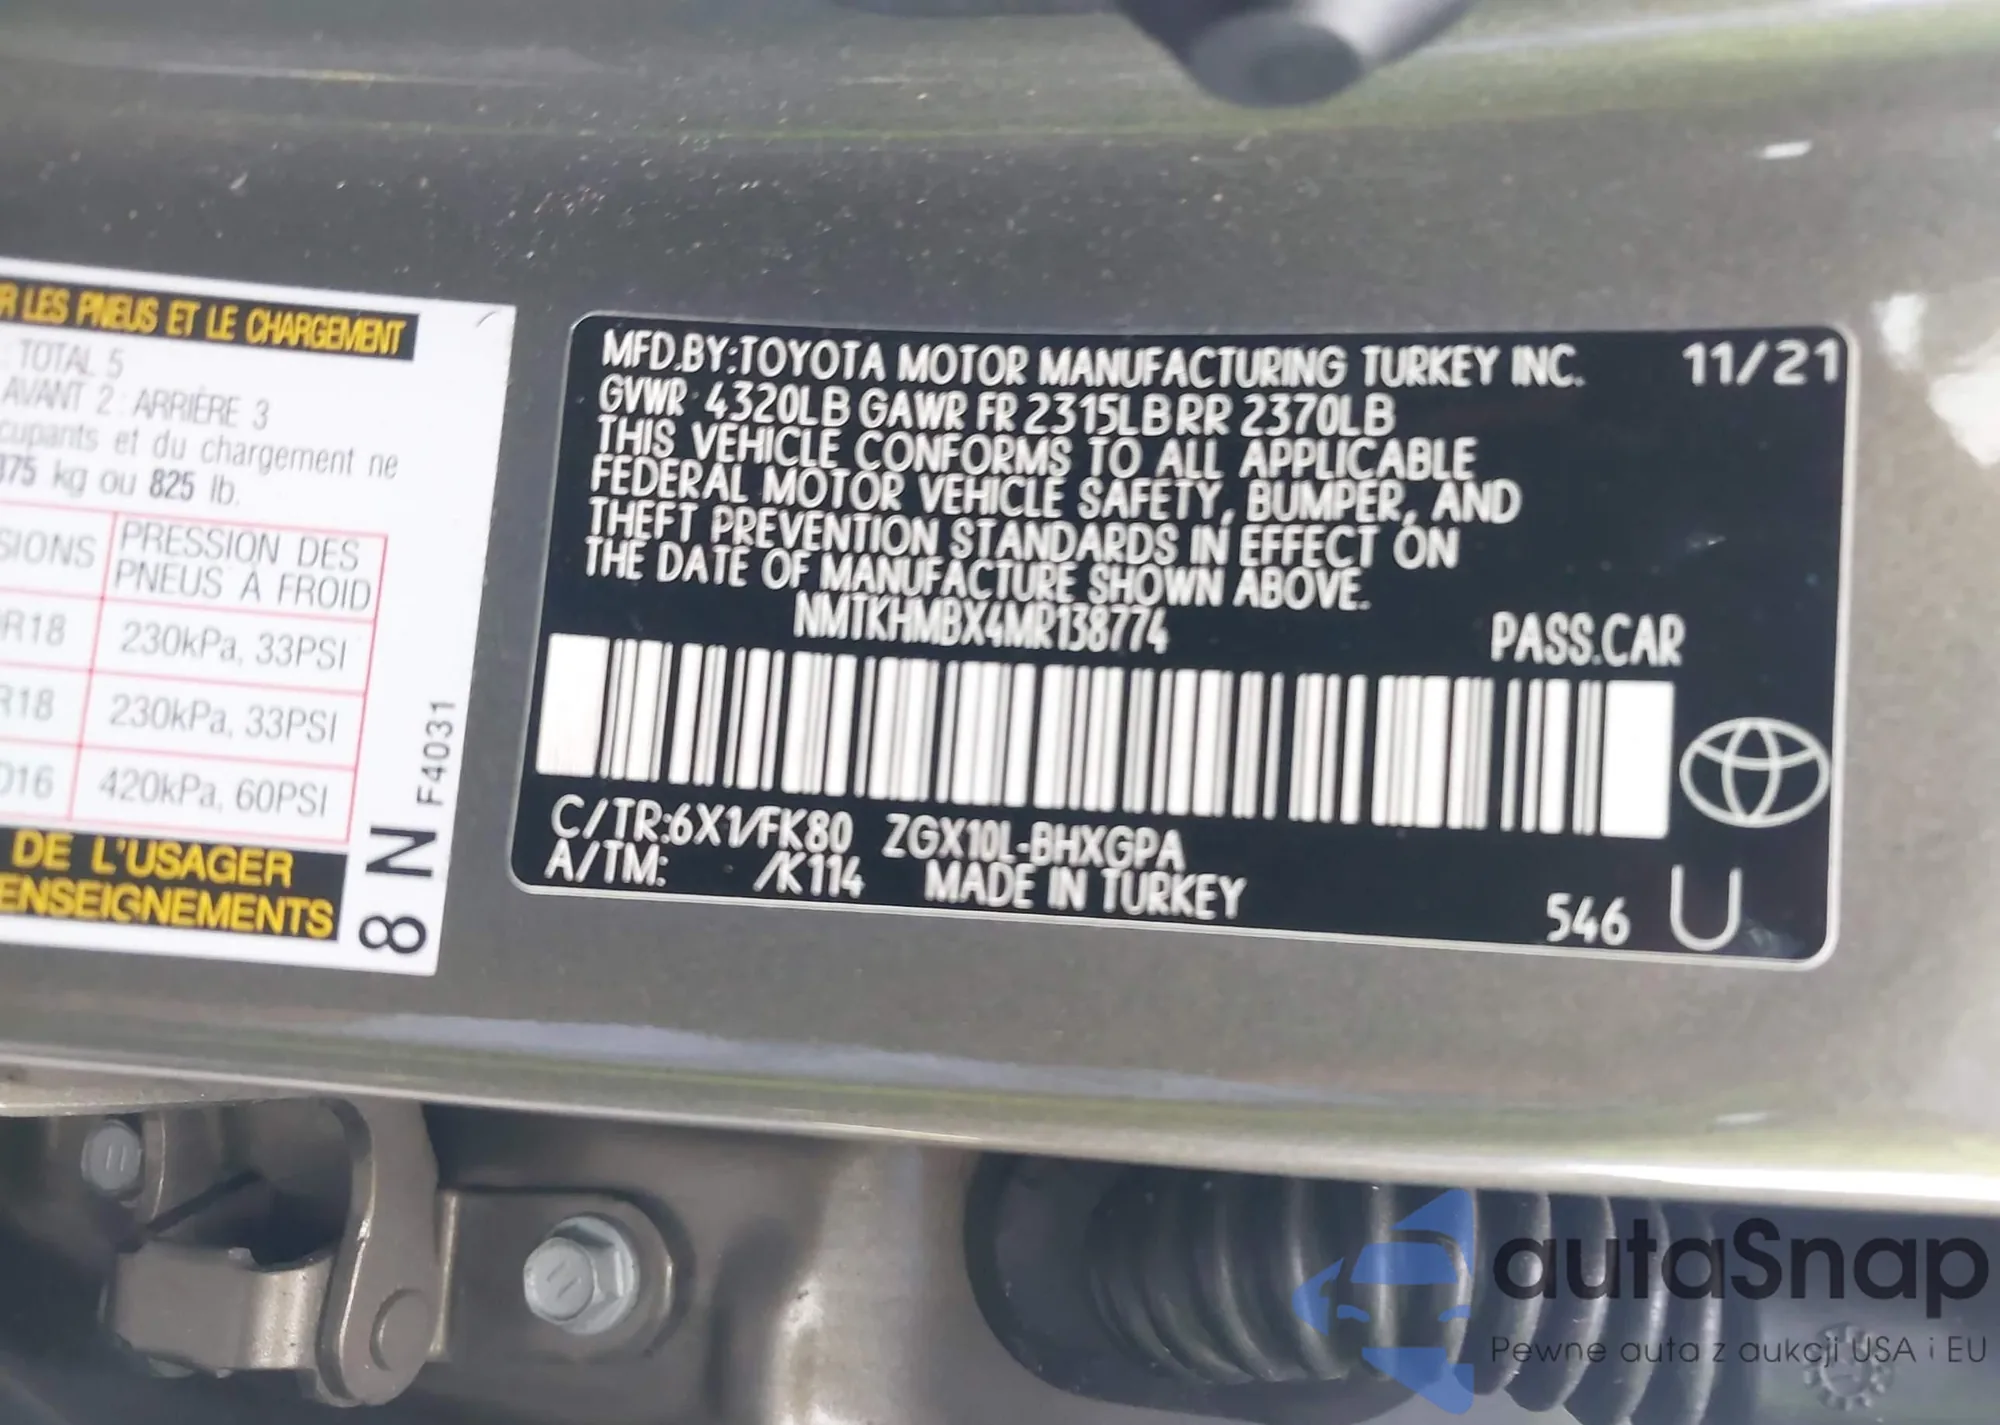 R LES PNEUS ET LE CHARGEMENT
TOTAL 5
AVANT 2 ARRIÈRE 3
cupants et du chargement ne
375 kg ou 825 lb.
SIONS PRESSION DES
PNEUS À FROID
R18 230kPa, 33PSI
R18 230kPa, 33PSI
D16 420kPa, 60PSI
DE L'USAGER
ENSEIGNEMENTS
8 N
F4031
MFD.BY:TOYOTA MOTOR MANUFACTURING TURKEY INC. 11/21
GVWR 4320LB GAWR FR 2315LB RR 2370LB
THIS VEHICLE CONFORMS TO ALL APPLICABLE
FEDERAL MOTOR VEHICLE SAFETY, BUMPER, AND
THEFT PREVENTION STANDARDS IN EFFECT ON
THE DATE OF MANUFACTURE SHOWN ABOVE.
NMTKHMBX4MR138774 PASS.CAR
C/TR:6X1/FK80 ZGX10L-BHXGPA
A/TM: /K114 MADE IN TURKEY
546 U
autaSnap
Pewne auta z aukcji USA i EU